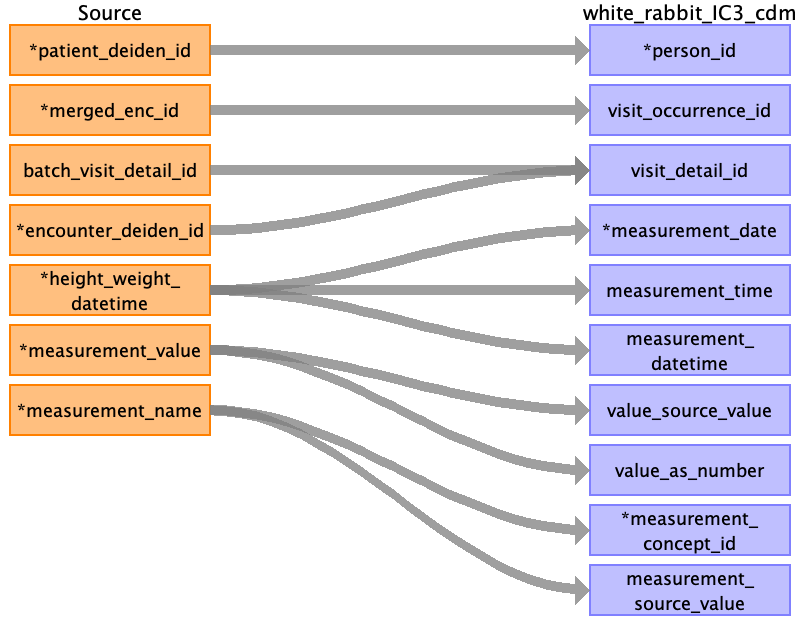 Source
white_rabbit_IC3_cdm
*patient_deiden_id
*person_id
*merged_enc_id
visit_occurrence_id
batch_visit_detail_id
visit_detail_id
*encounter_deiden_id
*measurement_date
*height_weight_
datetime
measurement_time
*measurement_value
measurement_
datetime
*measurement_name
value_source_value
value_as_number
*measurement_
concept_id
measurement_
source_value